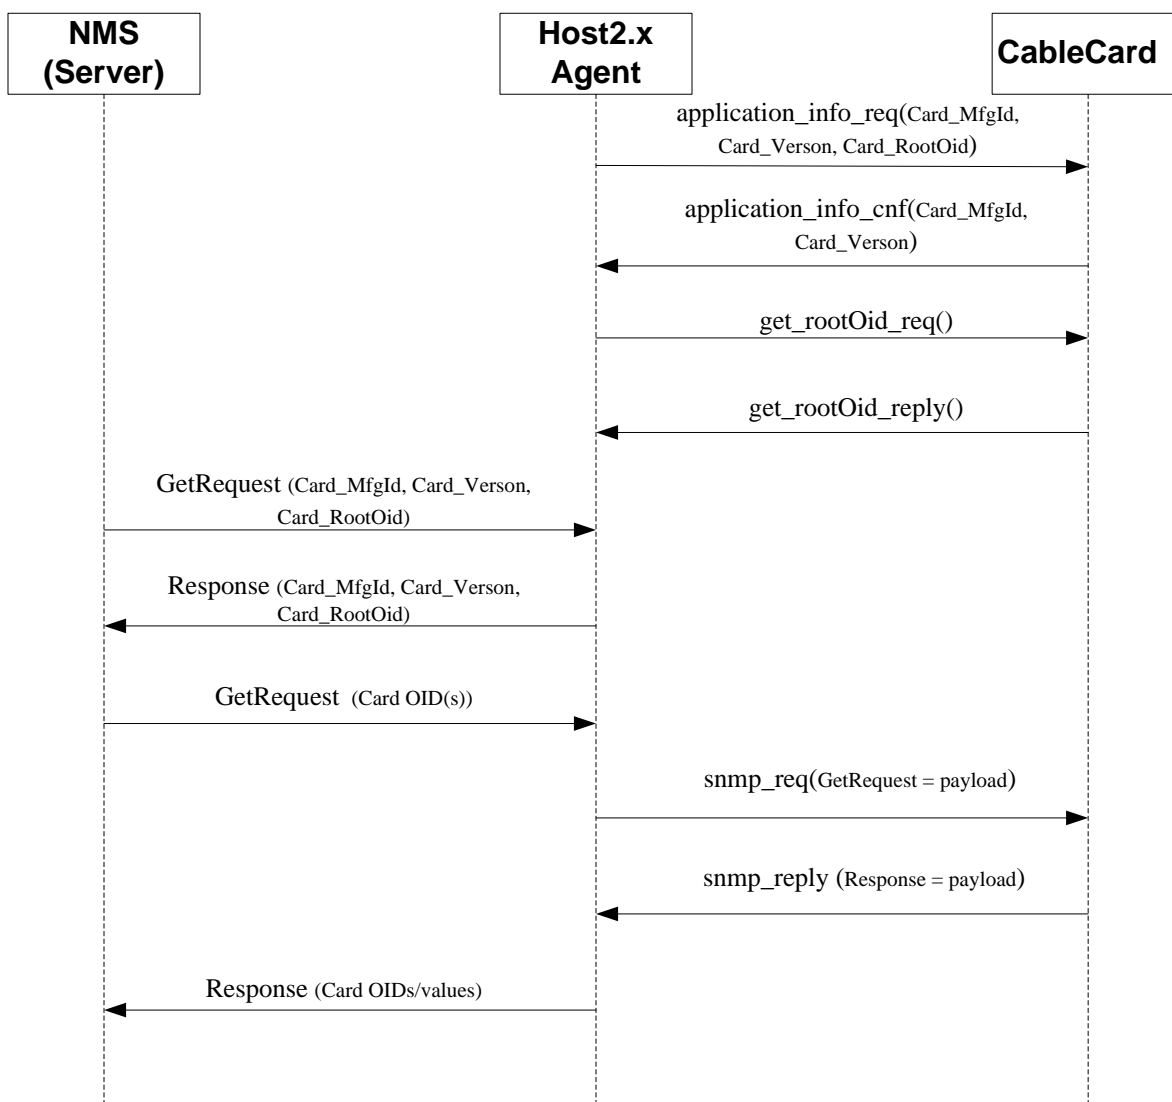 NMS
(Server)
Host2.x
Agent
CableCard
application_info_req(Card_MfgId,
Card_Verson, Card_RootOid)
application_info_cnf(Card_MfgId,
Card_Verson)
get_rootOid_req()
get_rootOid_reply()
GetRequest (Card_MfgId, Card_Verson,
Card_RootOid)
Response (Card_MfgId, Card_Verson,
Card_RootOid)
GetRequest (Card OID(s))
snmp_req(GetRequest = payload)
snmp_reply (Response = payload)
Response (Card OIDs/values)